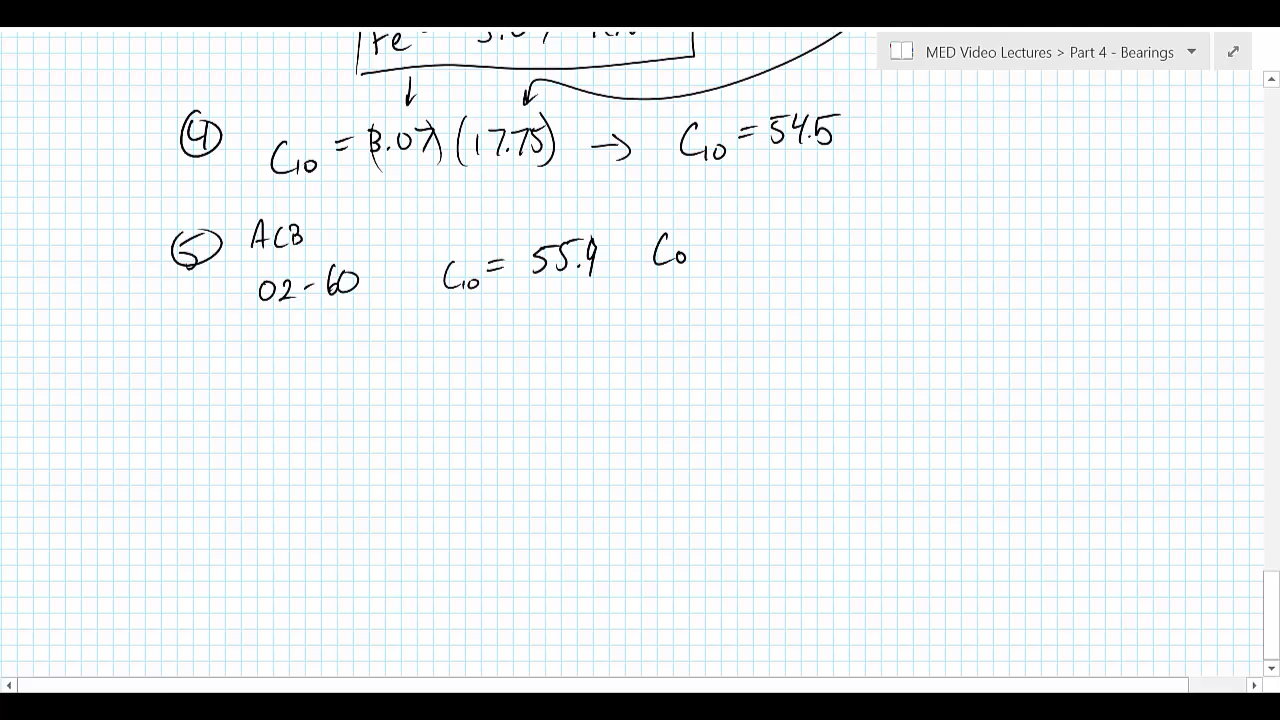 MED Video Lectures > Part 4 - Bearings
④ C10 = (3.07)(17.75) → C10 = 54.5
⑤ ACB
02-60 C10 = 55.9 C0